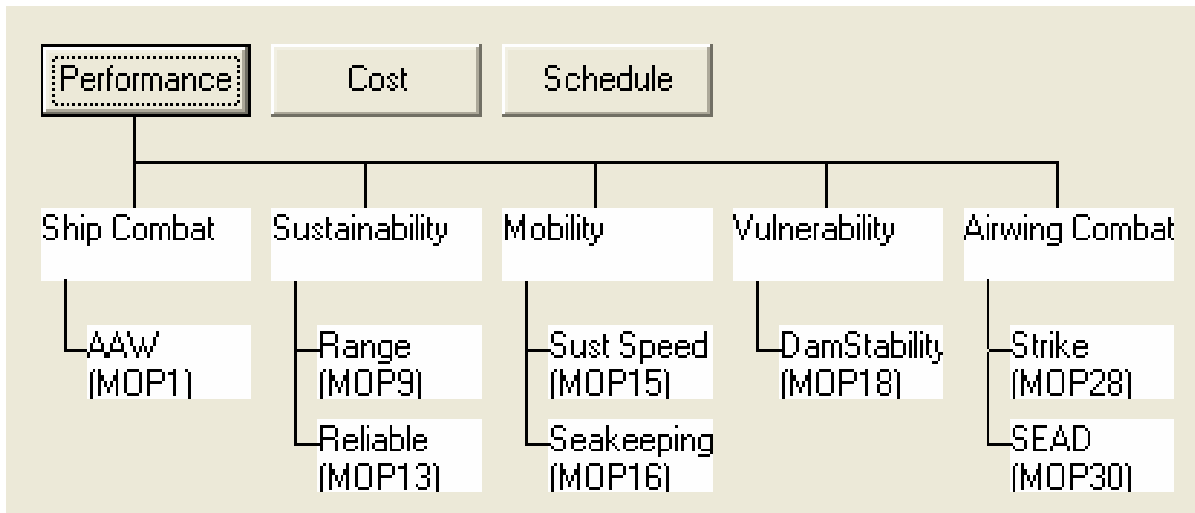 Performance
Cost
Schedule
Ship Combat
Sustainability
Mobility
Vulnerability
Airwing Combat
AAW
(MOP1)
Range
(MOP9)
Reliable
(MOP13)
Sust Speed
(MOP15)
Seakeeping
(MOP16)
DamStability
(MOP18)
Strike
(MOP28)
SEAD
(MOP30)